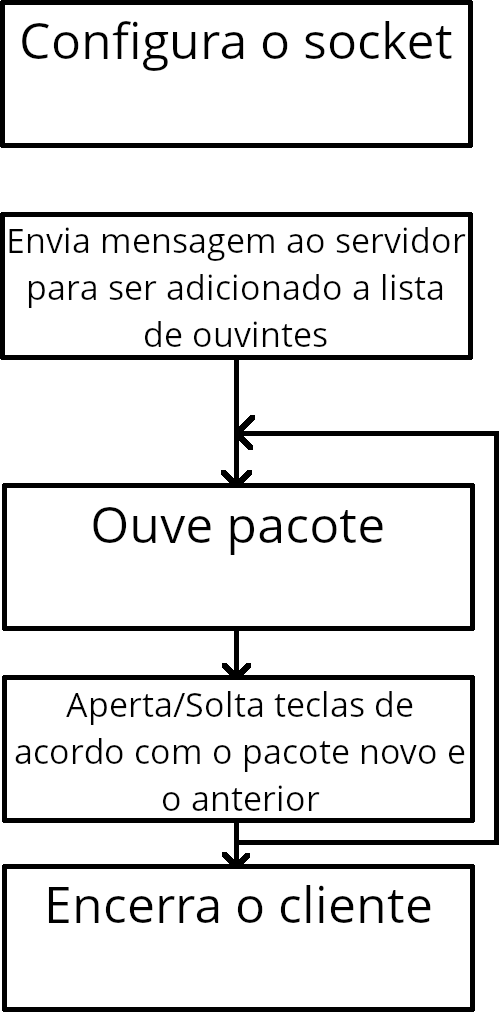 Configura o socket
Envia mensagem ao servidor
para ser adicionado a lista
de ouvintes
Ouve pacote
Aperta/Solta teclas de
acordo com o pacote novo e
o anterior
Encerra o cliente